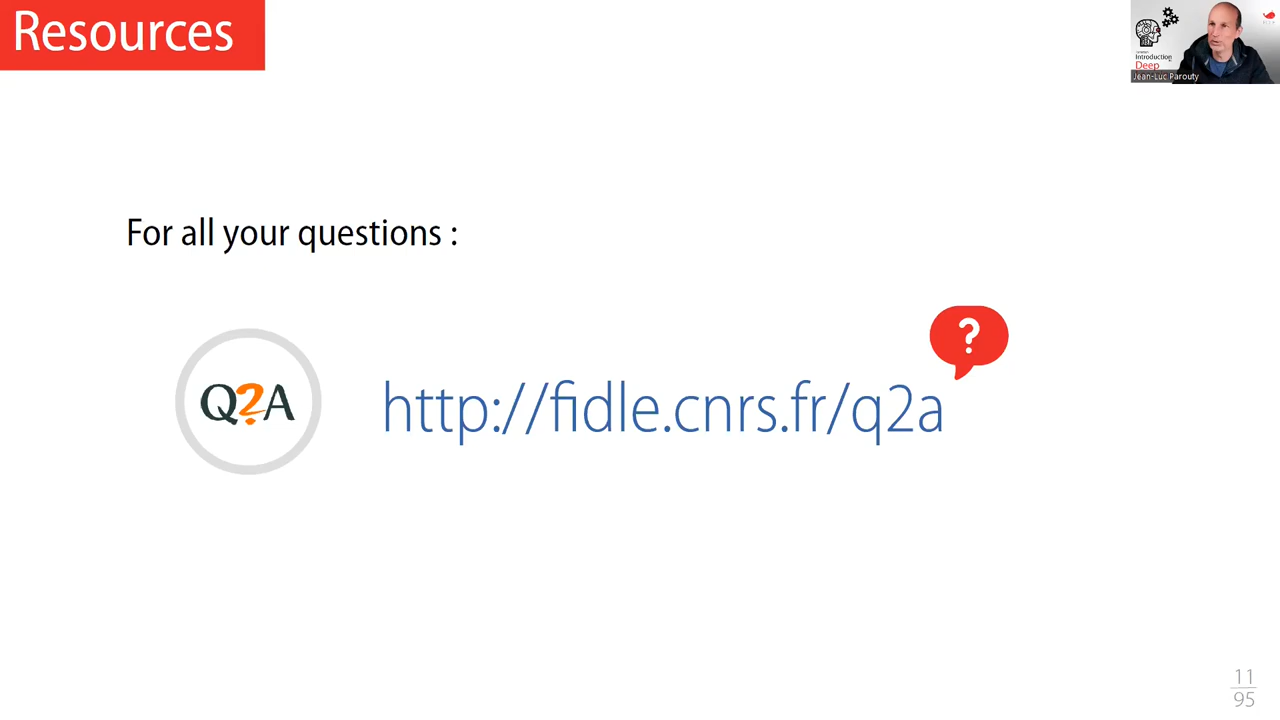 Resources
Introduction
Deep
Jean-Luc Parouty
For all your questions :
Q2A
http://fidle.cnrs.fr/q2a
?
11
95